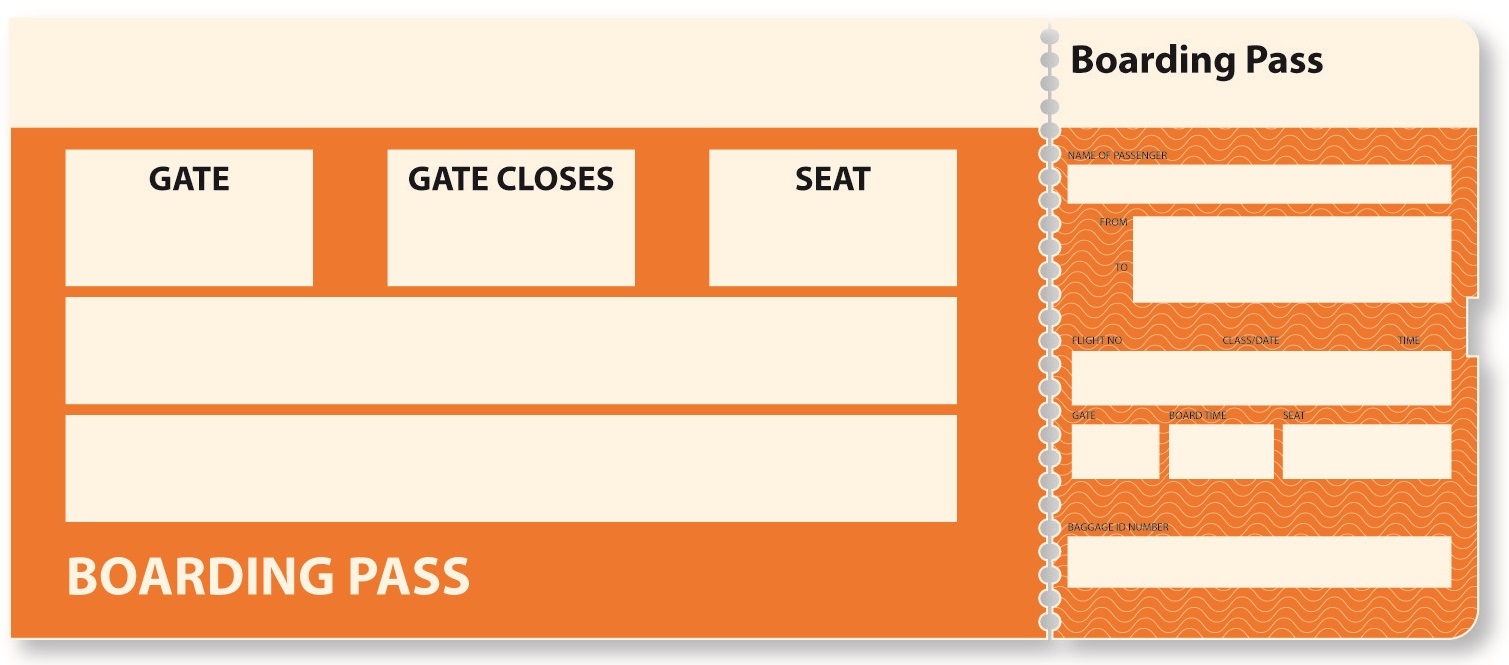 GATE
GATE CLOSES
SEAT
BOARDING PASS
Boarding Pass
NAME OF PASSENGER
FROM
TO
FLIGHT NO CLASS/DATE TIME
GATE BOARD TIME SEAT
BAGGAGE ID NUMBER